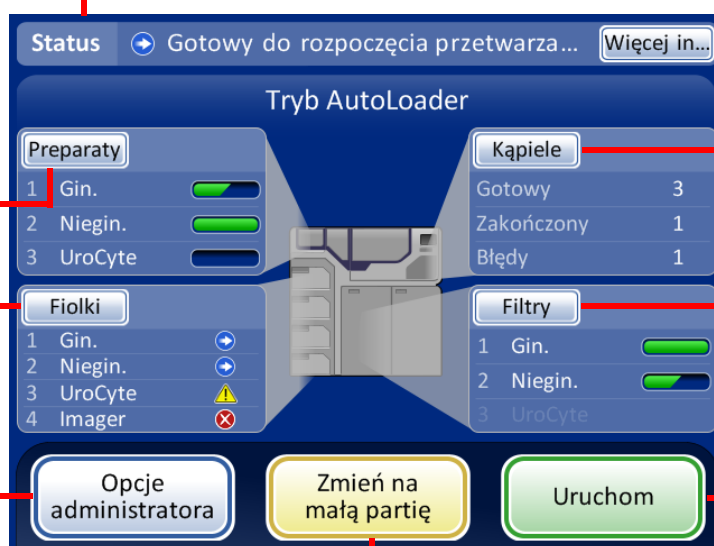 Status Gotowy do rozpoczęcia przetwarza... Więcej in...
Tryb AutoLoader
Preparaty
1 Gin.
2 Niegin.
3 UroCyte
Kąpiele
Gotowy 3
Zakończony 1
Błędy 1
Fiolki
1 Gin.
2 Niegin.
3 UroCyte
4 Imager
Filtry
1 Gin.
2 Niegin.
3 UroCyte
Opcje
administratora
Zmień na
małą partię
Uruchom